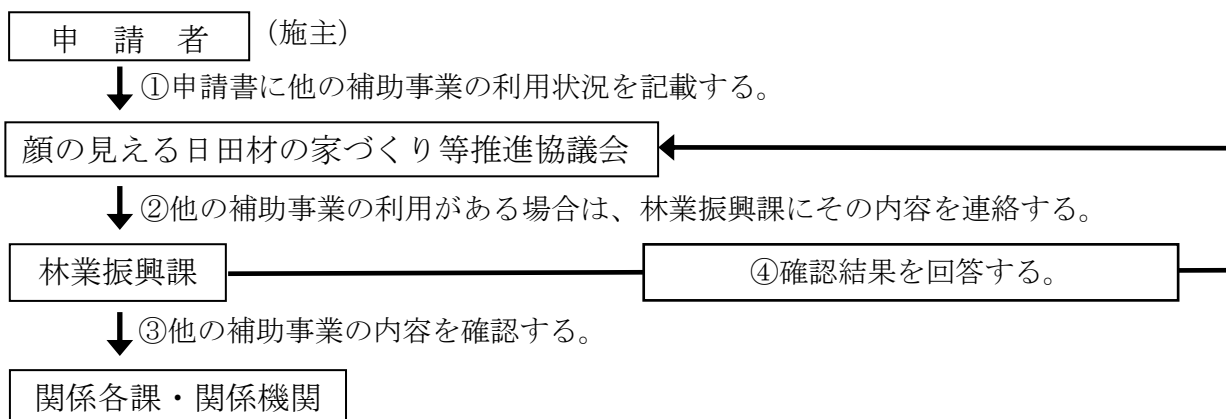 申　請　者　(施主)
①申請書に他の補助事業の利用状況を記載する。
顔の見える日田材の家づくり等推進協議会
②他の補助事業の利用がある場合は、林業振興課にその内容を連絡する。
林業振興課　④確認結果を回答する。
③他の補助事業の内容を確認する。
関係各課・関係機関